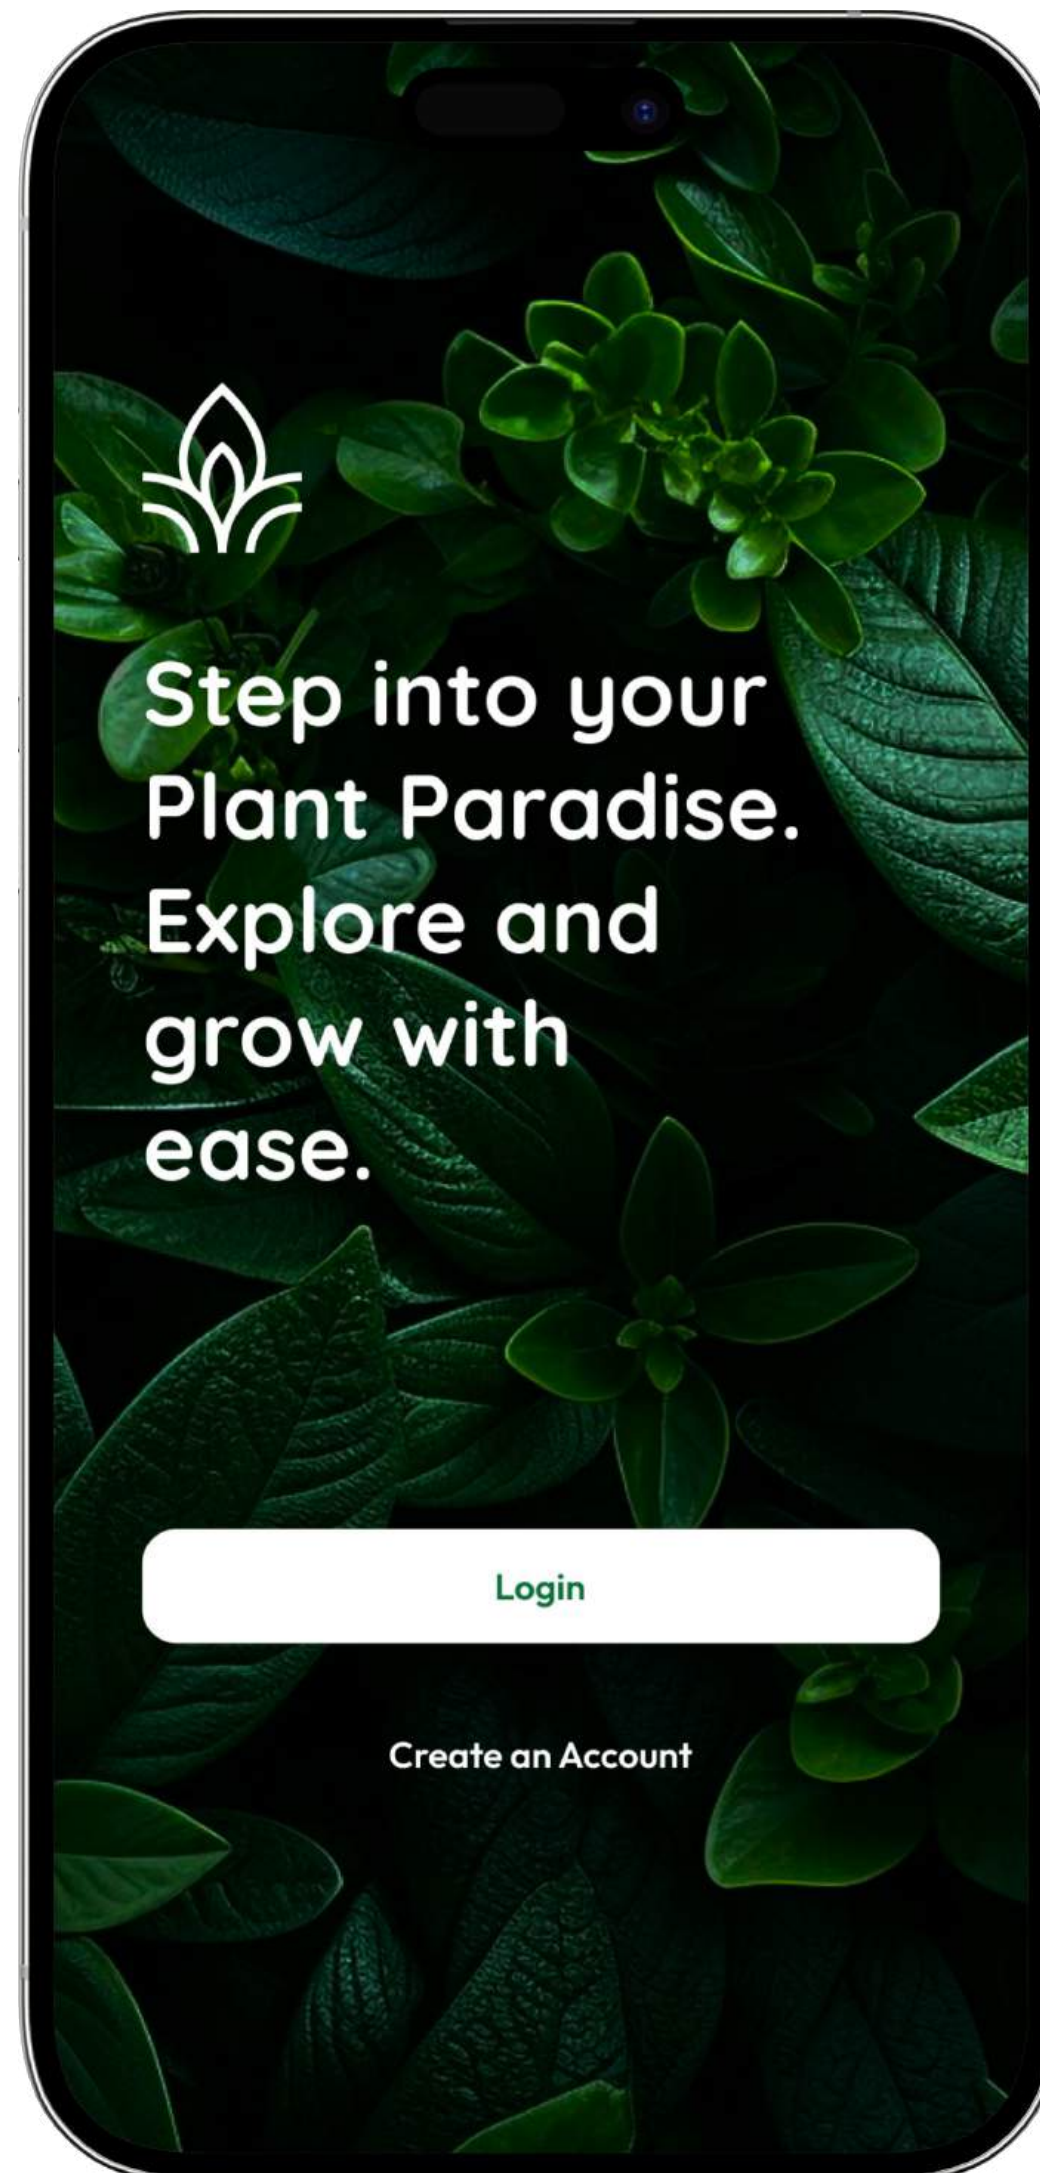 Step into your
Plant Paradise.
Explore and
grow with
ease.
Login
Create an Account